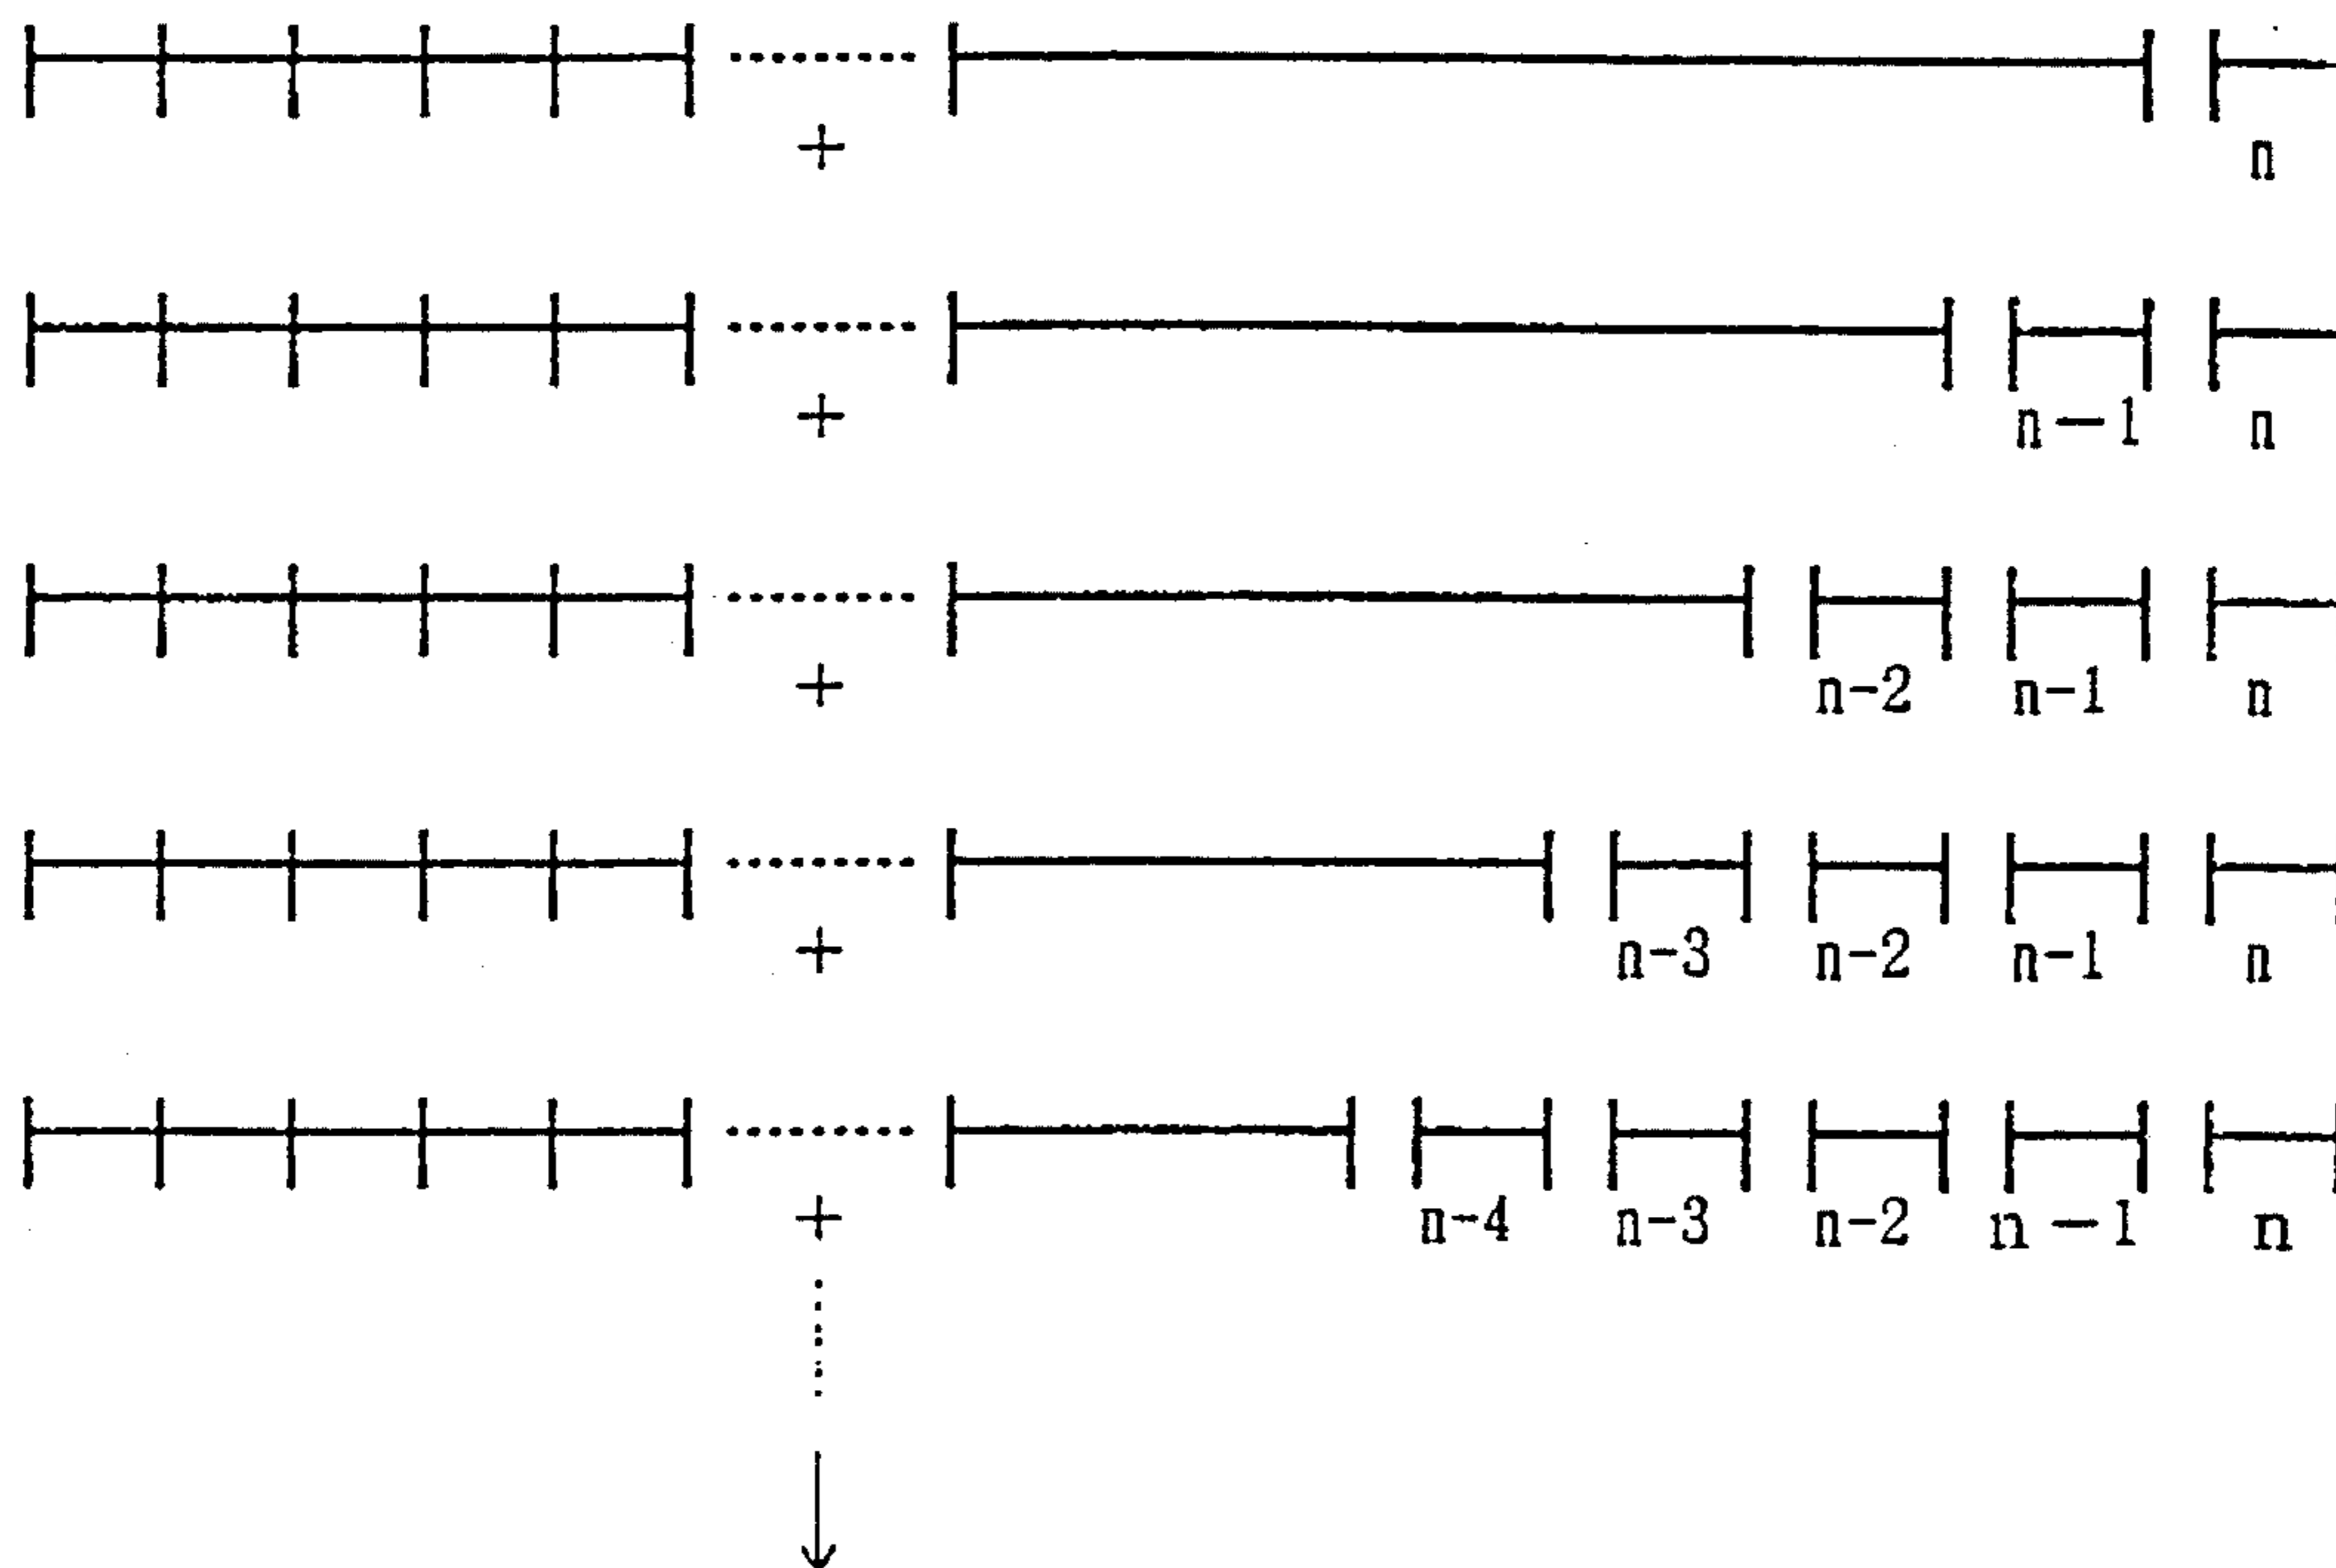 + n
+ n-1 n
+ n-2 n-1 n
+ n-3 n-2 n-1 n
+ n-4 n-3 n-2 n-1 n